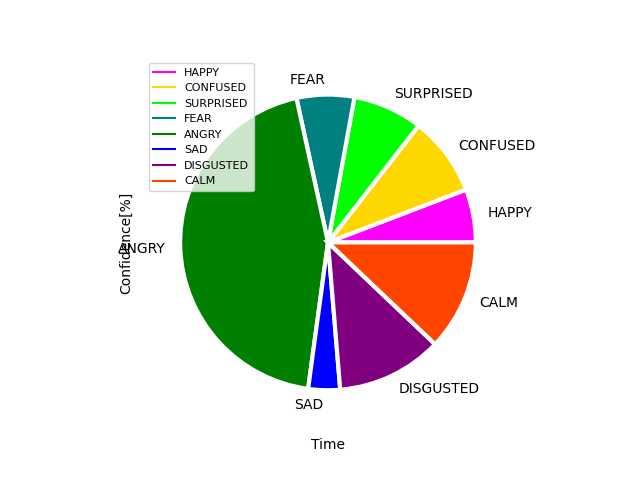 HAPPY
CONFUSED
SURPRISED
FEAR
ANGRY
SAD
DISGUSTED
CALM
FEAR
SURPRISED
CONFUSED
HAPPY
ANGRY
Confidence[%]
CALM
DISGUSTED
SAD
Time